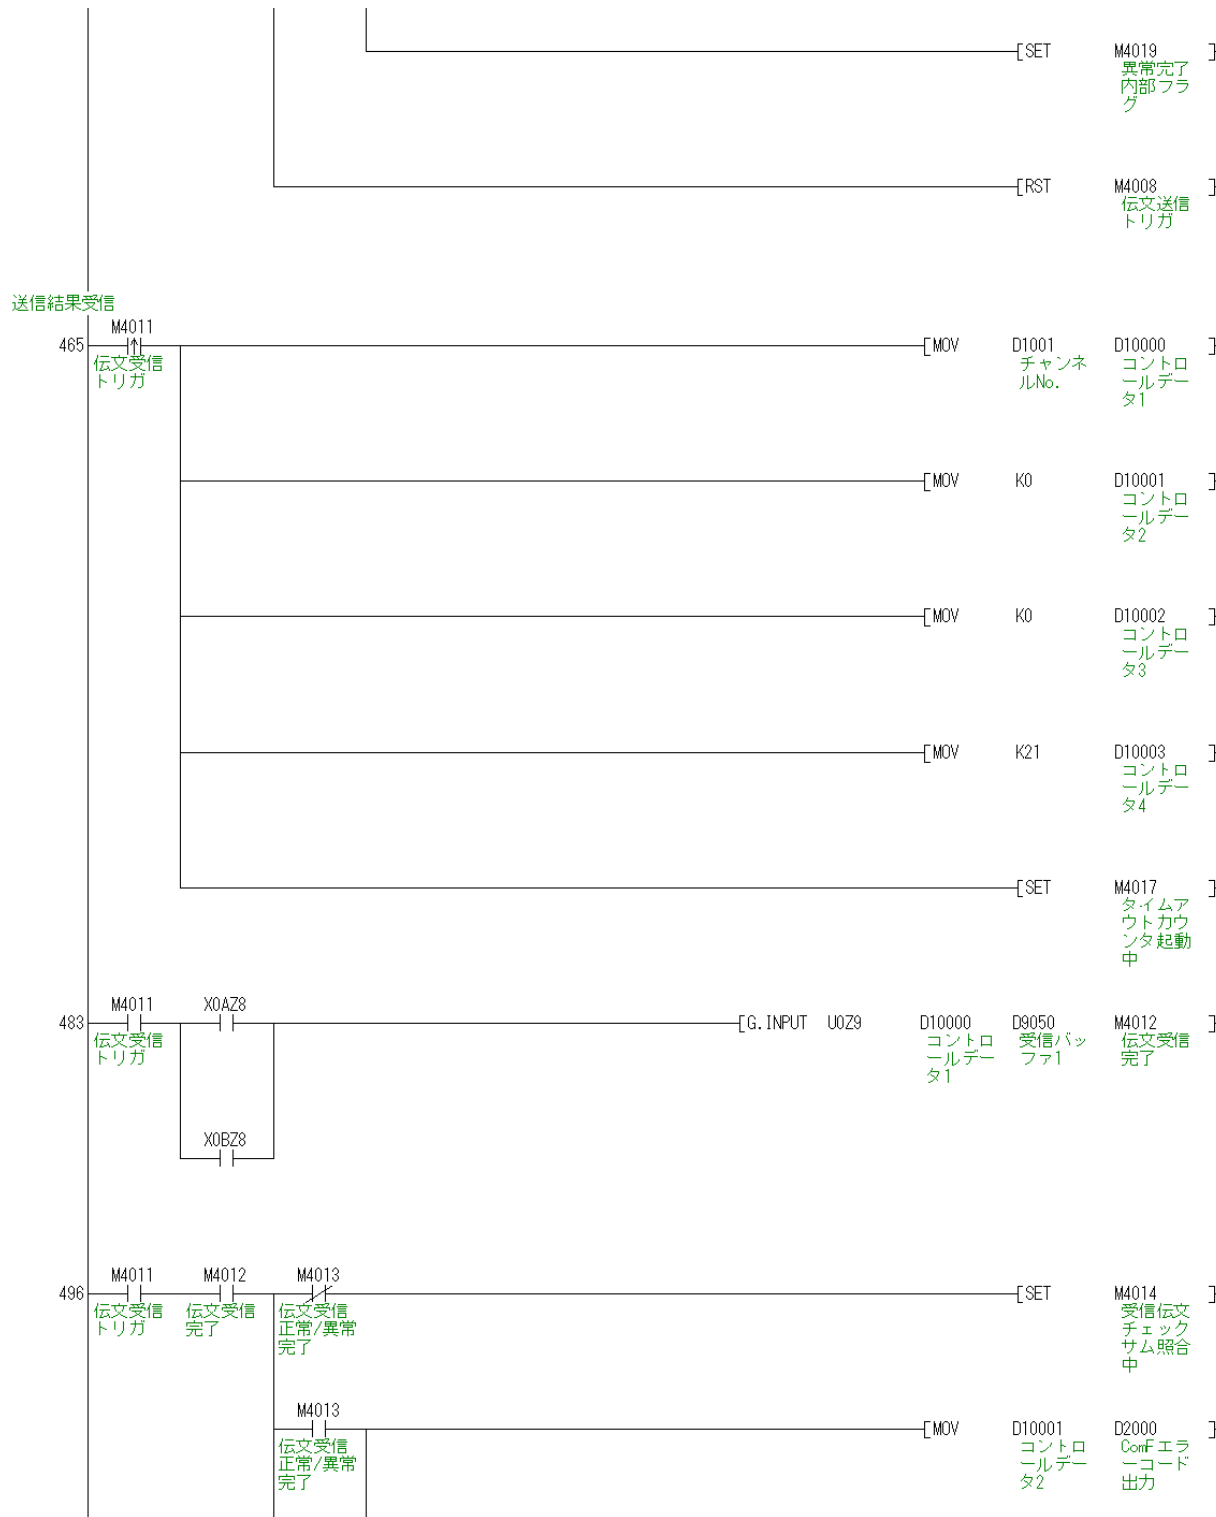 [SET M4019 ]
異常完了
内部フラ
グ
[RST M4008 ]
伝文送信
トリガ
送信結果受信
M4011
465 [MOV D1001 D10000 ]
伝文受信 チャンネ コントロ
トリガ ルNo. ールデー
タ1
[MOV K0 D10001 ]
コントロ
ールデー
タ2
[MOV K0 D10002 ]
コントロ
ールデー
タ3
[MOV K21 D10003 ]
コントロ
ールデー
タ4
[SET M4017 ]
タイムア
ウトカウ
ンタ起動
中
M4011 X0AZ8
483 [G.INPUT U0Z9 D10000 D9050 M4012 ]
伝文受信 コントロ 受信バッ 伝文受信
トリガ ールデー ファ1 完了
タ1
X0BZ8
M4011 M4012 M4013
496 [SET M4014 ]
伝文受信 伝文受信 伝文受信 受信伝文
トリガ 完了 正常/異常 チェック
完了 サム照合
中
M4013
[MOV D10001 D2000 ]
伝文受信 コントロ ComFエラ
正常/異常 ールデー ーコード
完了 タ2 出力